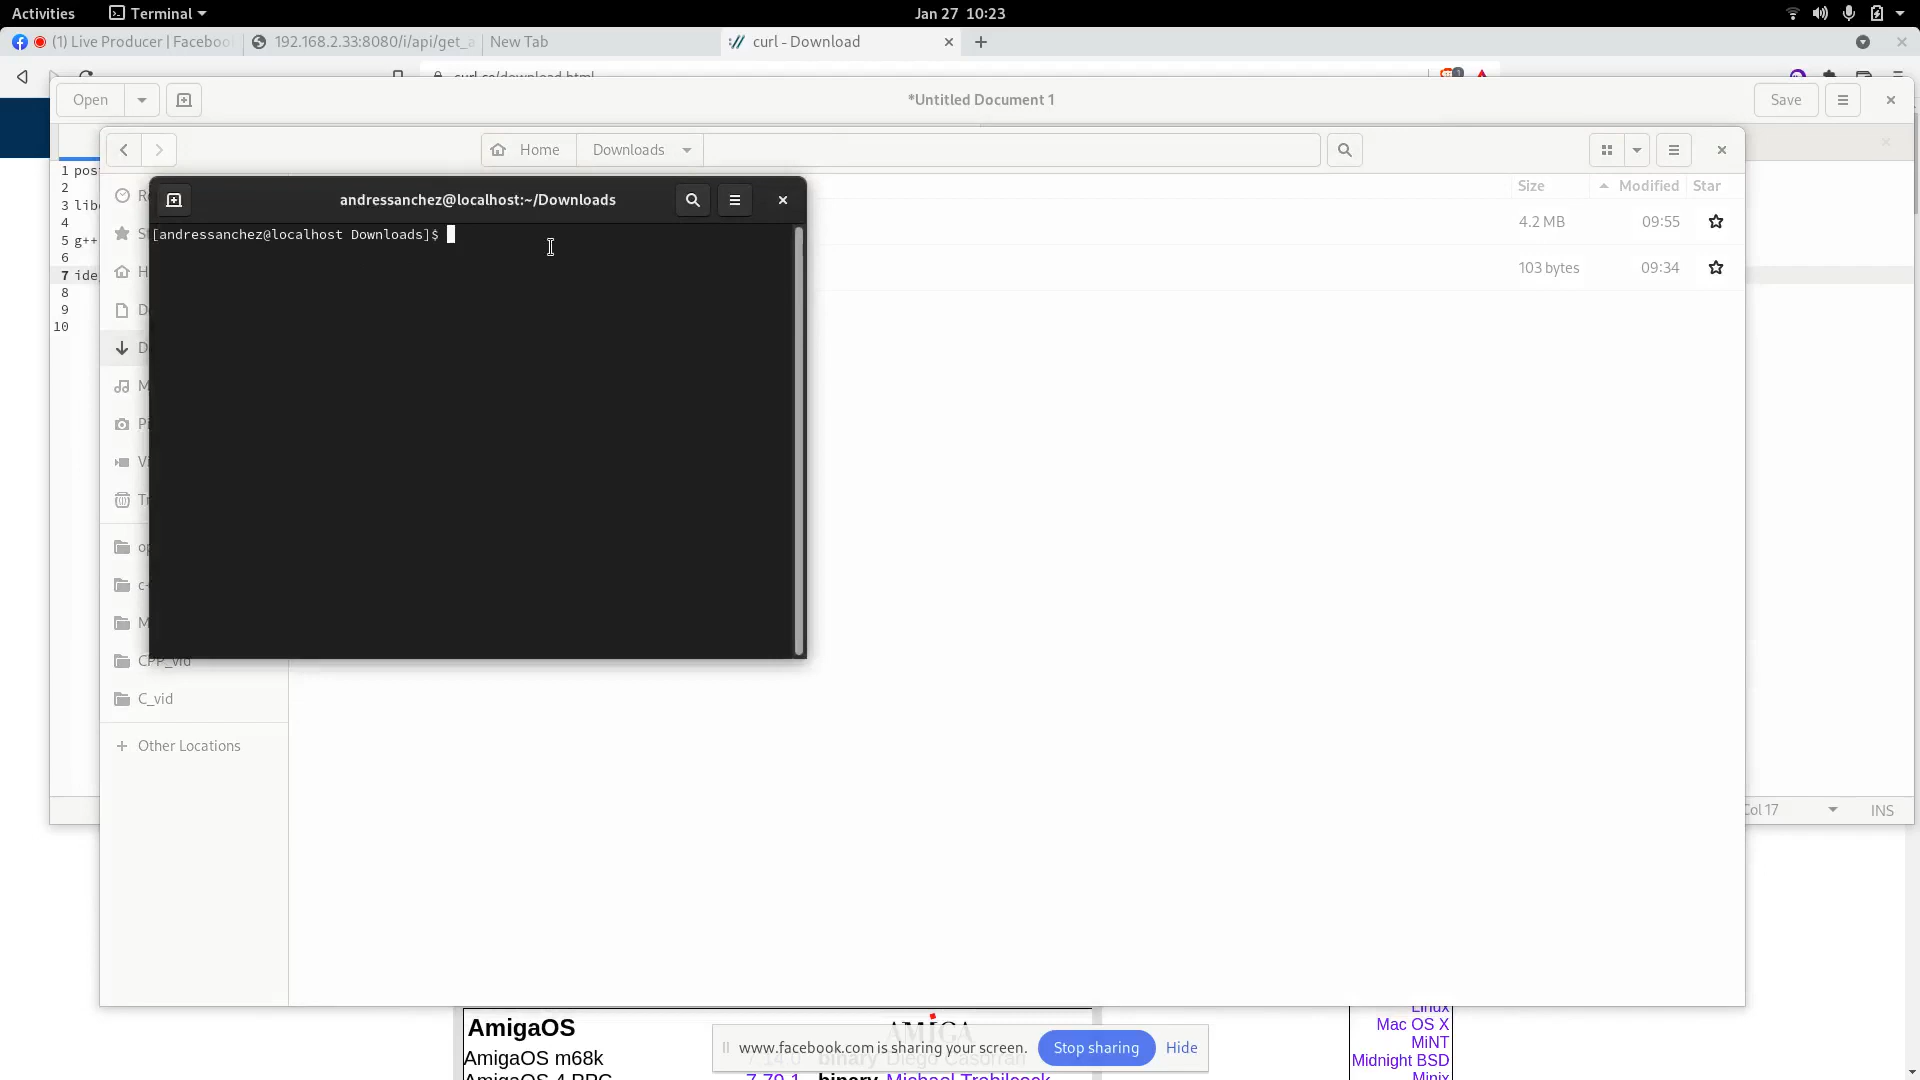 Activities
Terminal
Jan 27 10:23
(1) Live Producer | Faceboo
192.168.2.33:8080/i/api/get_a
New Tab
curl - Download
Open
*Untitled Document 1
Save
Home
Downloads
Size
Modified
Star
1 pos
2
3 lib
4
5 g++
6
7 ide
8
9
10
andressanchez@localhost:~/Downloads
[andressanchez@localhost Downloads]$
4.2 MB
09:55
103 bytes
09:34
CPP_vid
C_vid
Other Locations
Col 17
INS
AmigaOS
AmigaOS m68k
www.facebook.com is sharing your screen.
Stop sharing
Hide
Linux
Mac OS X
MiNT
Midnight BSD
Minix